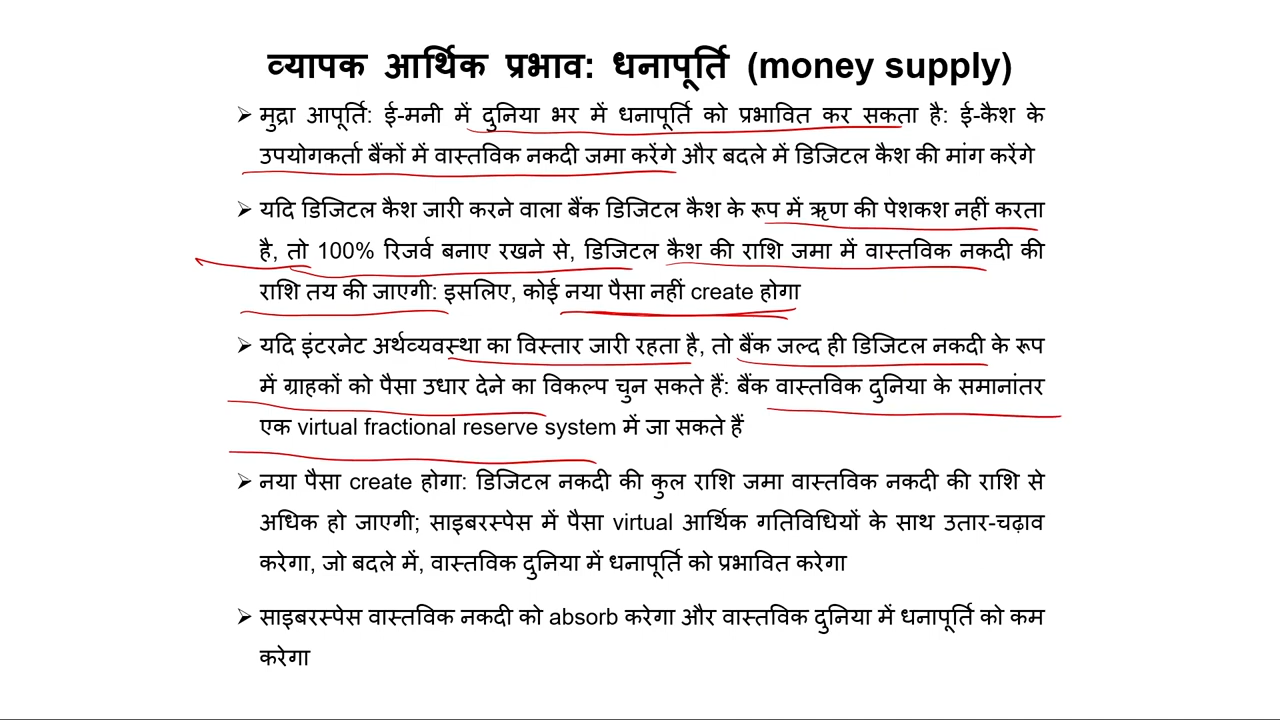 व्यापक आर्थिक प्रभाव: धनापूर्ति (money supply)
➢ मुद्रा आपूर्ति: ई-मनी में दुनिया भर में धनापूर्ति को प्रभावित कर सकता है: ई-कैश के
उपयोगकर्ता बैंकों में वास्तविक नकदी जमा करेंगे और बदले में डिजिटल कैश की मांग करेंगे
➢ यदि डिजिटल कैश जारी करने वाला बैंक डिजिटल कैश के रूप में ऋण की पेशकश नहीं करता
है, तो 100% रिजर्व बनाए रखने से, डिजिटल कैश की राशि जमा में वास्तविक नकदी की
राशि तय की जाएगी: इसलिए, कोई नया पैसा नहीं create होगा
➢ यदि इंटरनेट अर्थव्यवस्था का विस्तार जारी रहता है, तो बैंक जल्द ही डिजिटल नकदी के रूप
में ग्राहकों को पैसा उधार देने का विकल्प चुन सकते हैं: बैंक वास्तविक दुनिया के समानांतर
एक virtual fractional reserve system में जा सकते हैं
➢ नया पैसा create होगा: डिजिटल नकदी की कुल राशि जमा वास्तविक नकदी की राशि से
अधिक हो जाएगी; साइबरस्पेस में पैसा virtual आर्थिक गतिविधियों के साथ उतार-चढ़ाव
करेगा, जो बदले में, वास्तविक दुनिया में धनापूर्ति को प्रभावित करेगा
➢ साइबरस्पेस वास्तविक नकदी को absorb करेगा और वास्तविक दुनिया में धनापूर्ति को कम
करेगा